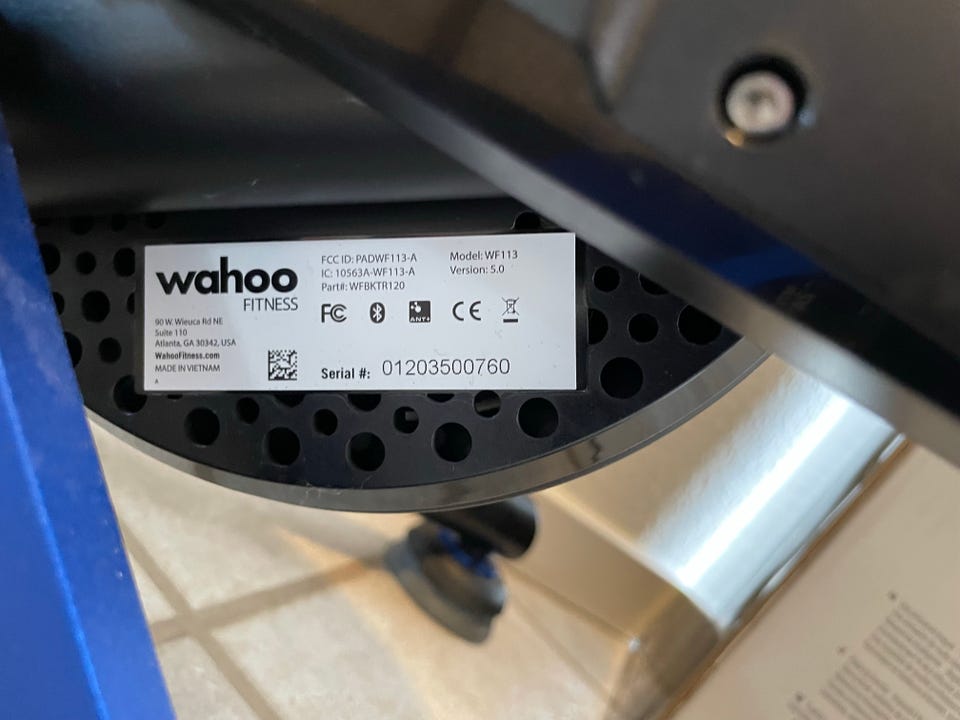 wahoo
FITNESS
90 W. Wieuca Rd NE
Suite 110
Atlanta, GA 30342, USA
WahooFitness.com
MADE IN VIETNAM
A
FCC ID: PADWF113-A
IC: 10563A-WF113-A
Part#: WFBKTR120
Model: WF113
Version: 5.0
FC
ANT+
CE
Serial #: 01203500760